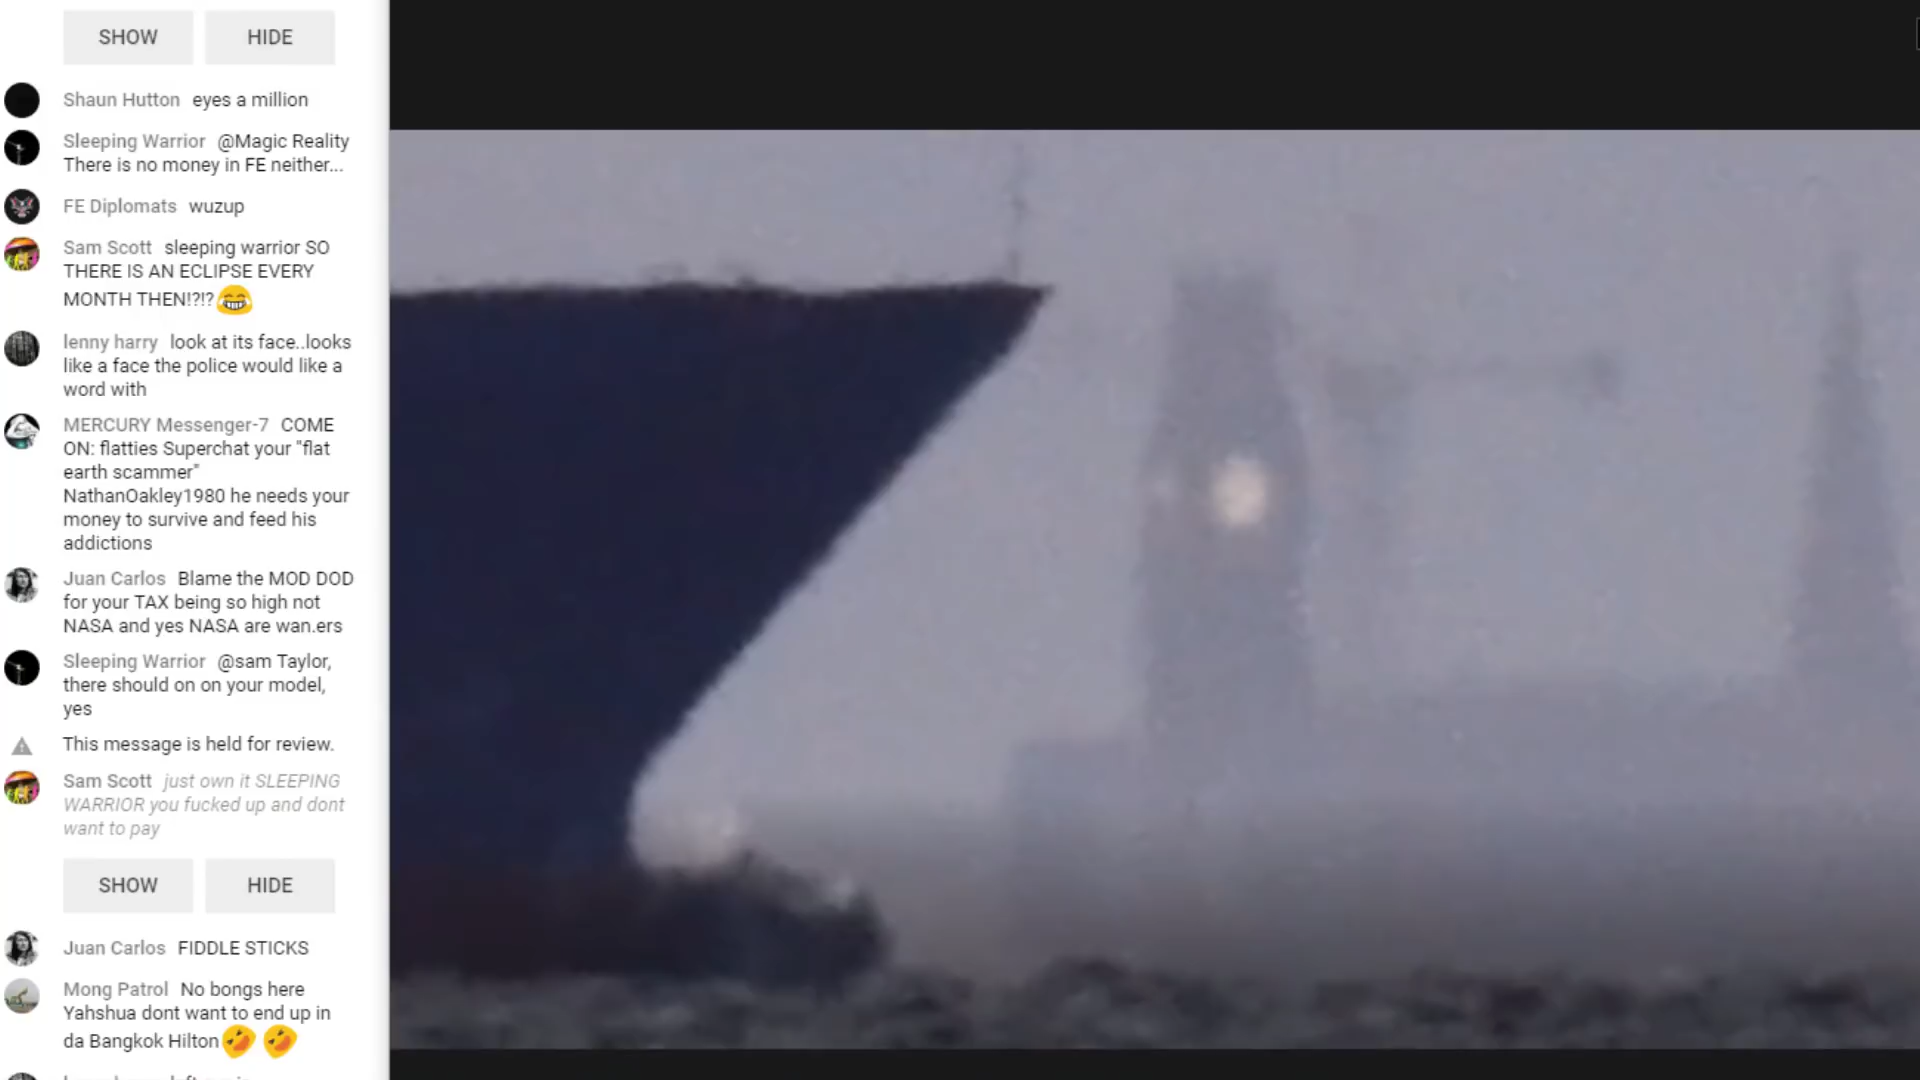 SHOW HIDE
Shaun Hutton eyes a million
Sleeping Warrior @Magic Reality
There is no money in FE neither...
FE Diplomats wuzup
Sam Scott sleeping warrior SO
THERE IS AN ECLIPSE EVERY
MONTH THEN!?!?
lenny harry look at its face..looks
like a face the police would like a
word with
MERCURY Messenger-7 COME
ON: flatties Superchat your "flat
earth scammer"
NathanOakley1980 he needs your
money to survive and feed his
addictions
Juan Carlos Blame the MOD DOD
for your TAX being so high not
NASA and yes NASA are wan.ers
Sleeping Warrior @sam Taylor,
there should on on your model,
yes
This message is held for review.
Sam Scott just own it SLEEPING
WARRIOR you fucked up and dont
want to pay
SHOW HIDE
Juan Carlos FIDDLE STICKS
Mong Patrol No bongs here
Yahshua dont want to end up in
da Bangkok Hilton